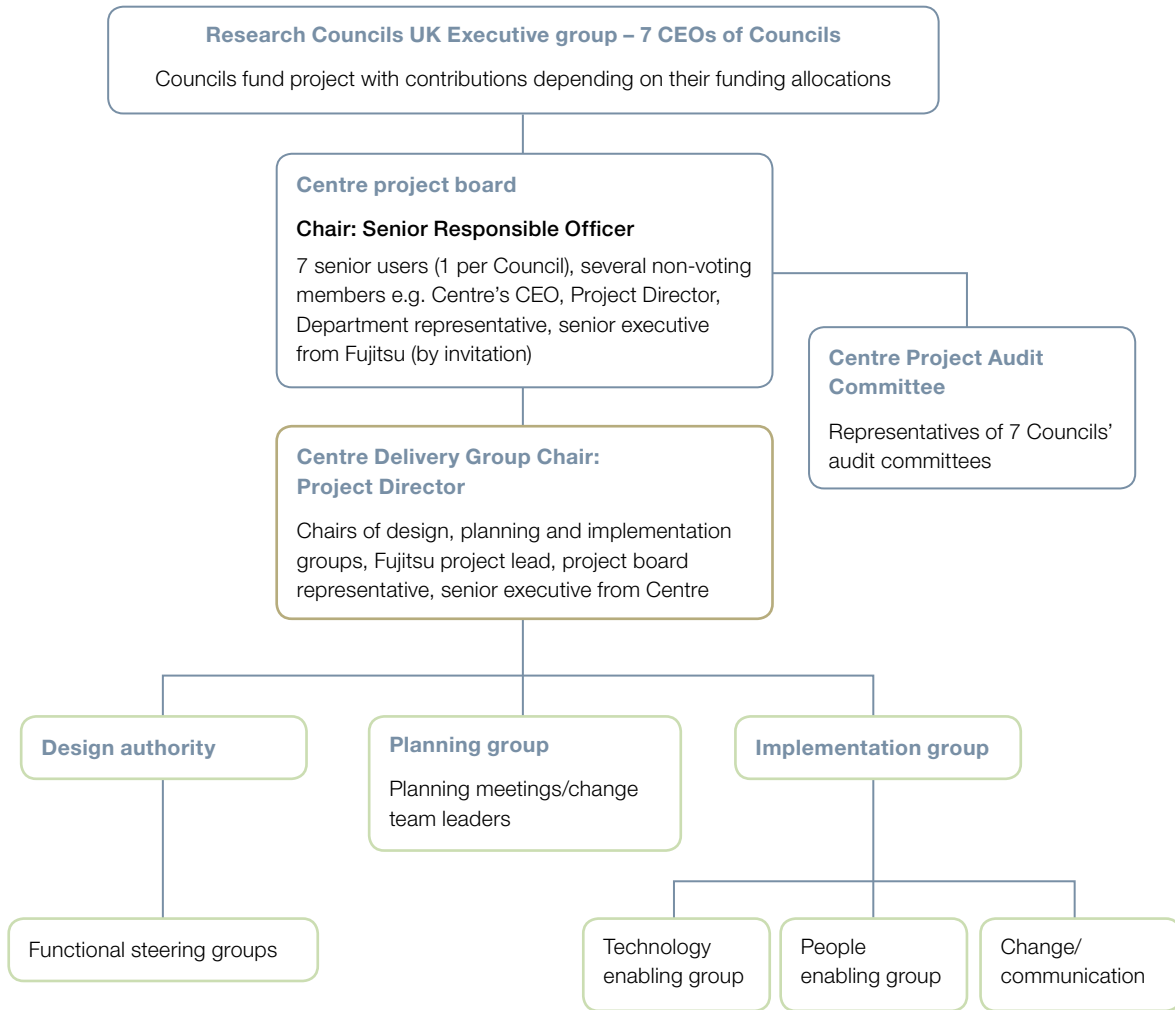 Research Councils UK Executive group – 7 CEOs of Councils
Councils fund project with contributions depending on their funding allocations
Centre project board
Chair: Senior Responsible Officer
7 senior users (1 per Council), several non-voting
members e.g. Centre’s CEO, Project Director,
Department representative, senior executive
from Fujitsu (by invitation)
Centre Project Audit
Committee
Representatives of 7 Councils’
audit committees
Centre Delivery Group Chair:
Project Director
Chairs of design, planning and implementation
groups, Fujitsu project lead, project board
representative, senior executive from Centre
Design authority
Planning group
Planning meetings/change
team leaders
Implementation group
Functional steering groups
Technology
enabling group
People
enabling group
Change/
communication